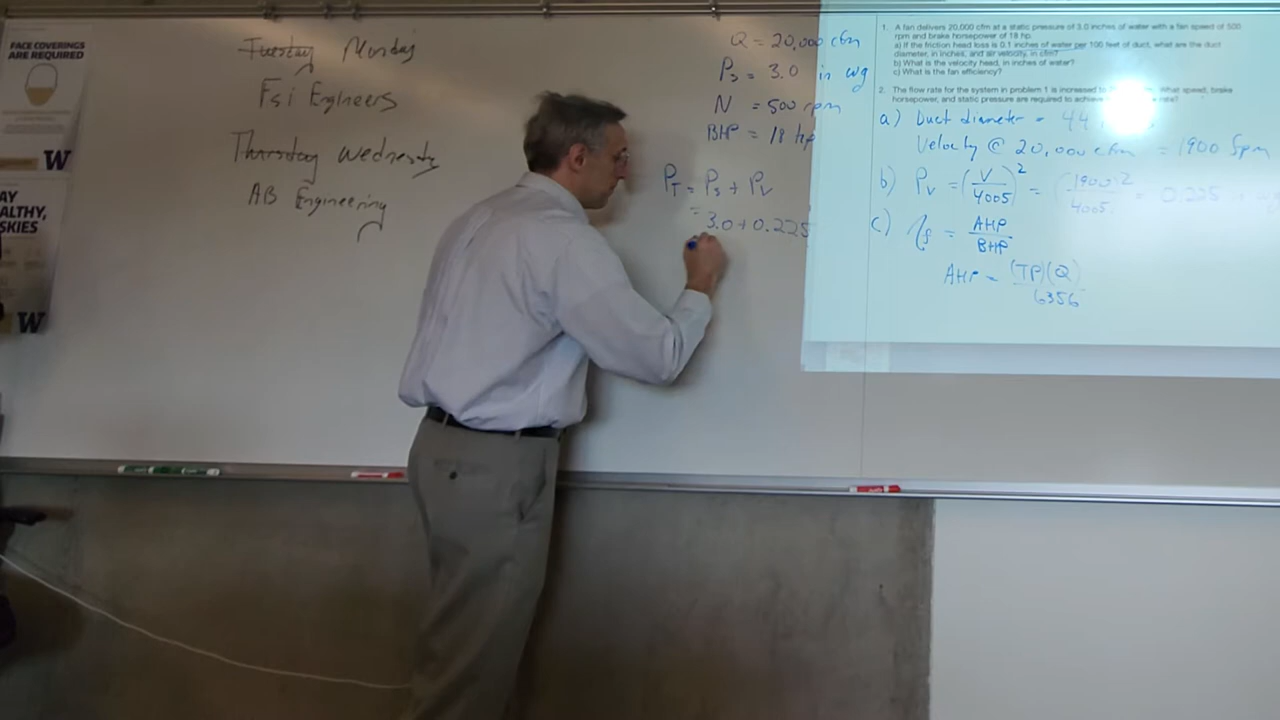 FACE COVERINGS
ARE REQUIRED
W
AY
ALTHY,
SKIES
W
Tuesday Monday
Fsi Engineers
Thursday Wednesday
AB Engineering
Q = 20,000 cfm
Ps = 3.0 in wg
N = 500 rpm
BHP = 18 hp
PT = Ps + Pv
= 3.0 + 0.225
1. A fan delivers 20,000 cfm at a static pressure of 3.0 inches of water with a fan speed of 500
rpm and brake horsepower of 18 hp.
a) If the friction head loss is 0.1 inches of water per 100 feet of duct, what are the duct
diameter, in inches, and air velocity, in cfm?
b) What is the velocity head, in inches of water?
c) What is the fan efficiency?
2. The flow rate for the system in problem 1 is increased to What speed, brake
horsepower, and static pressure are required to achieve rate?
a) Duct diameter = 44
Velocity @ 20,000 cfm = 1900 fpm
b) Pv = (V/4005)² = (1900/4005)² = 0.225 in wg
c) ηf = AHP/BHP
AHP = (TP)(Q)/6356